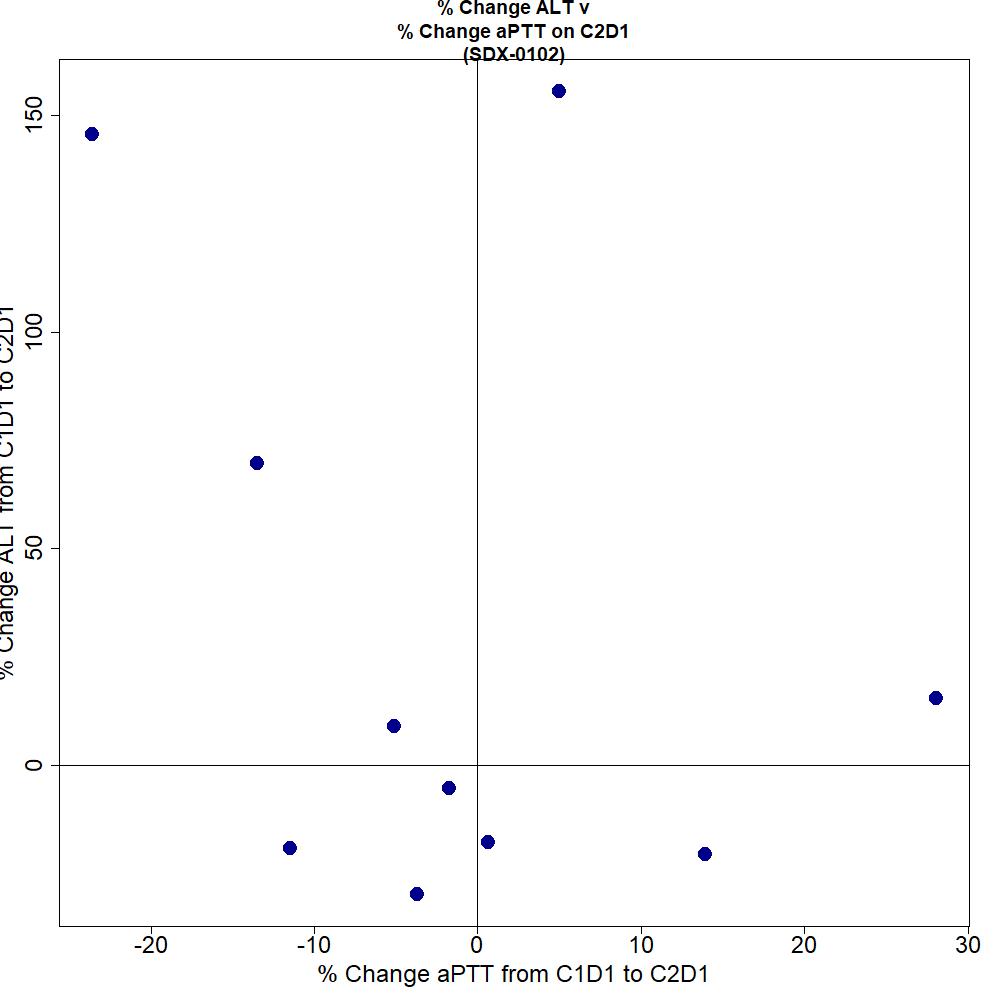 % Change ALT v
% Change aPTT on C2D1
(SDX-0102)
150
100
50
0
% Change ALT from C1D1 to C2D1
-20
-10
0
10
20
30
% Change aPTT from C1D1 to C2D1